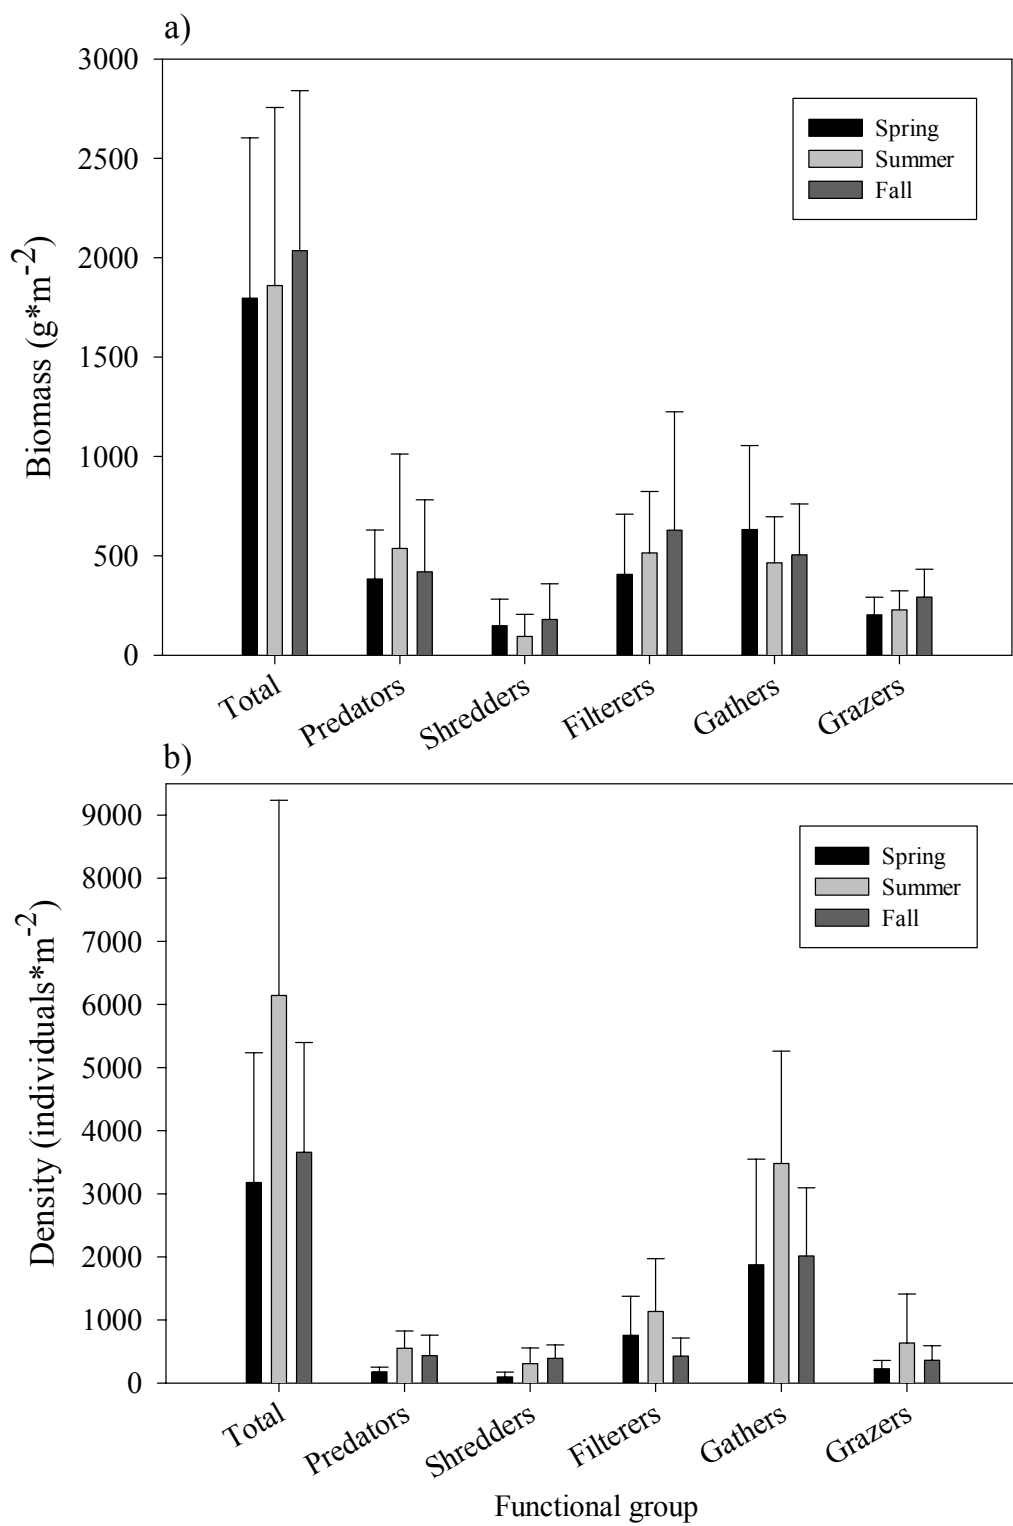 a)
3000
2500
2000
1500
1000
500
0
Biomass (g*m-2)
Spring
Summer
Fall
Total
Predators
Shredders
Filterers
Gathers
Grazers
b)
9000
8000
7000
6000
5000
4000
3000
2000
1000
0
Density (individuals*m-2)
Spring
Summer
Fall
Total
Predators
Shredders
Filterers
Gathers
Grazers
Functional group